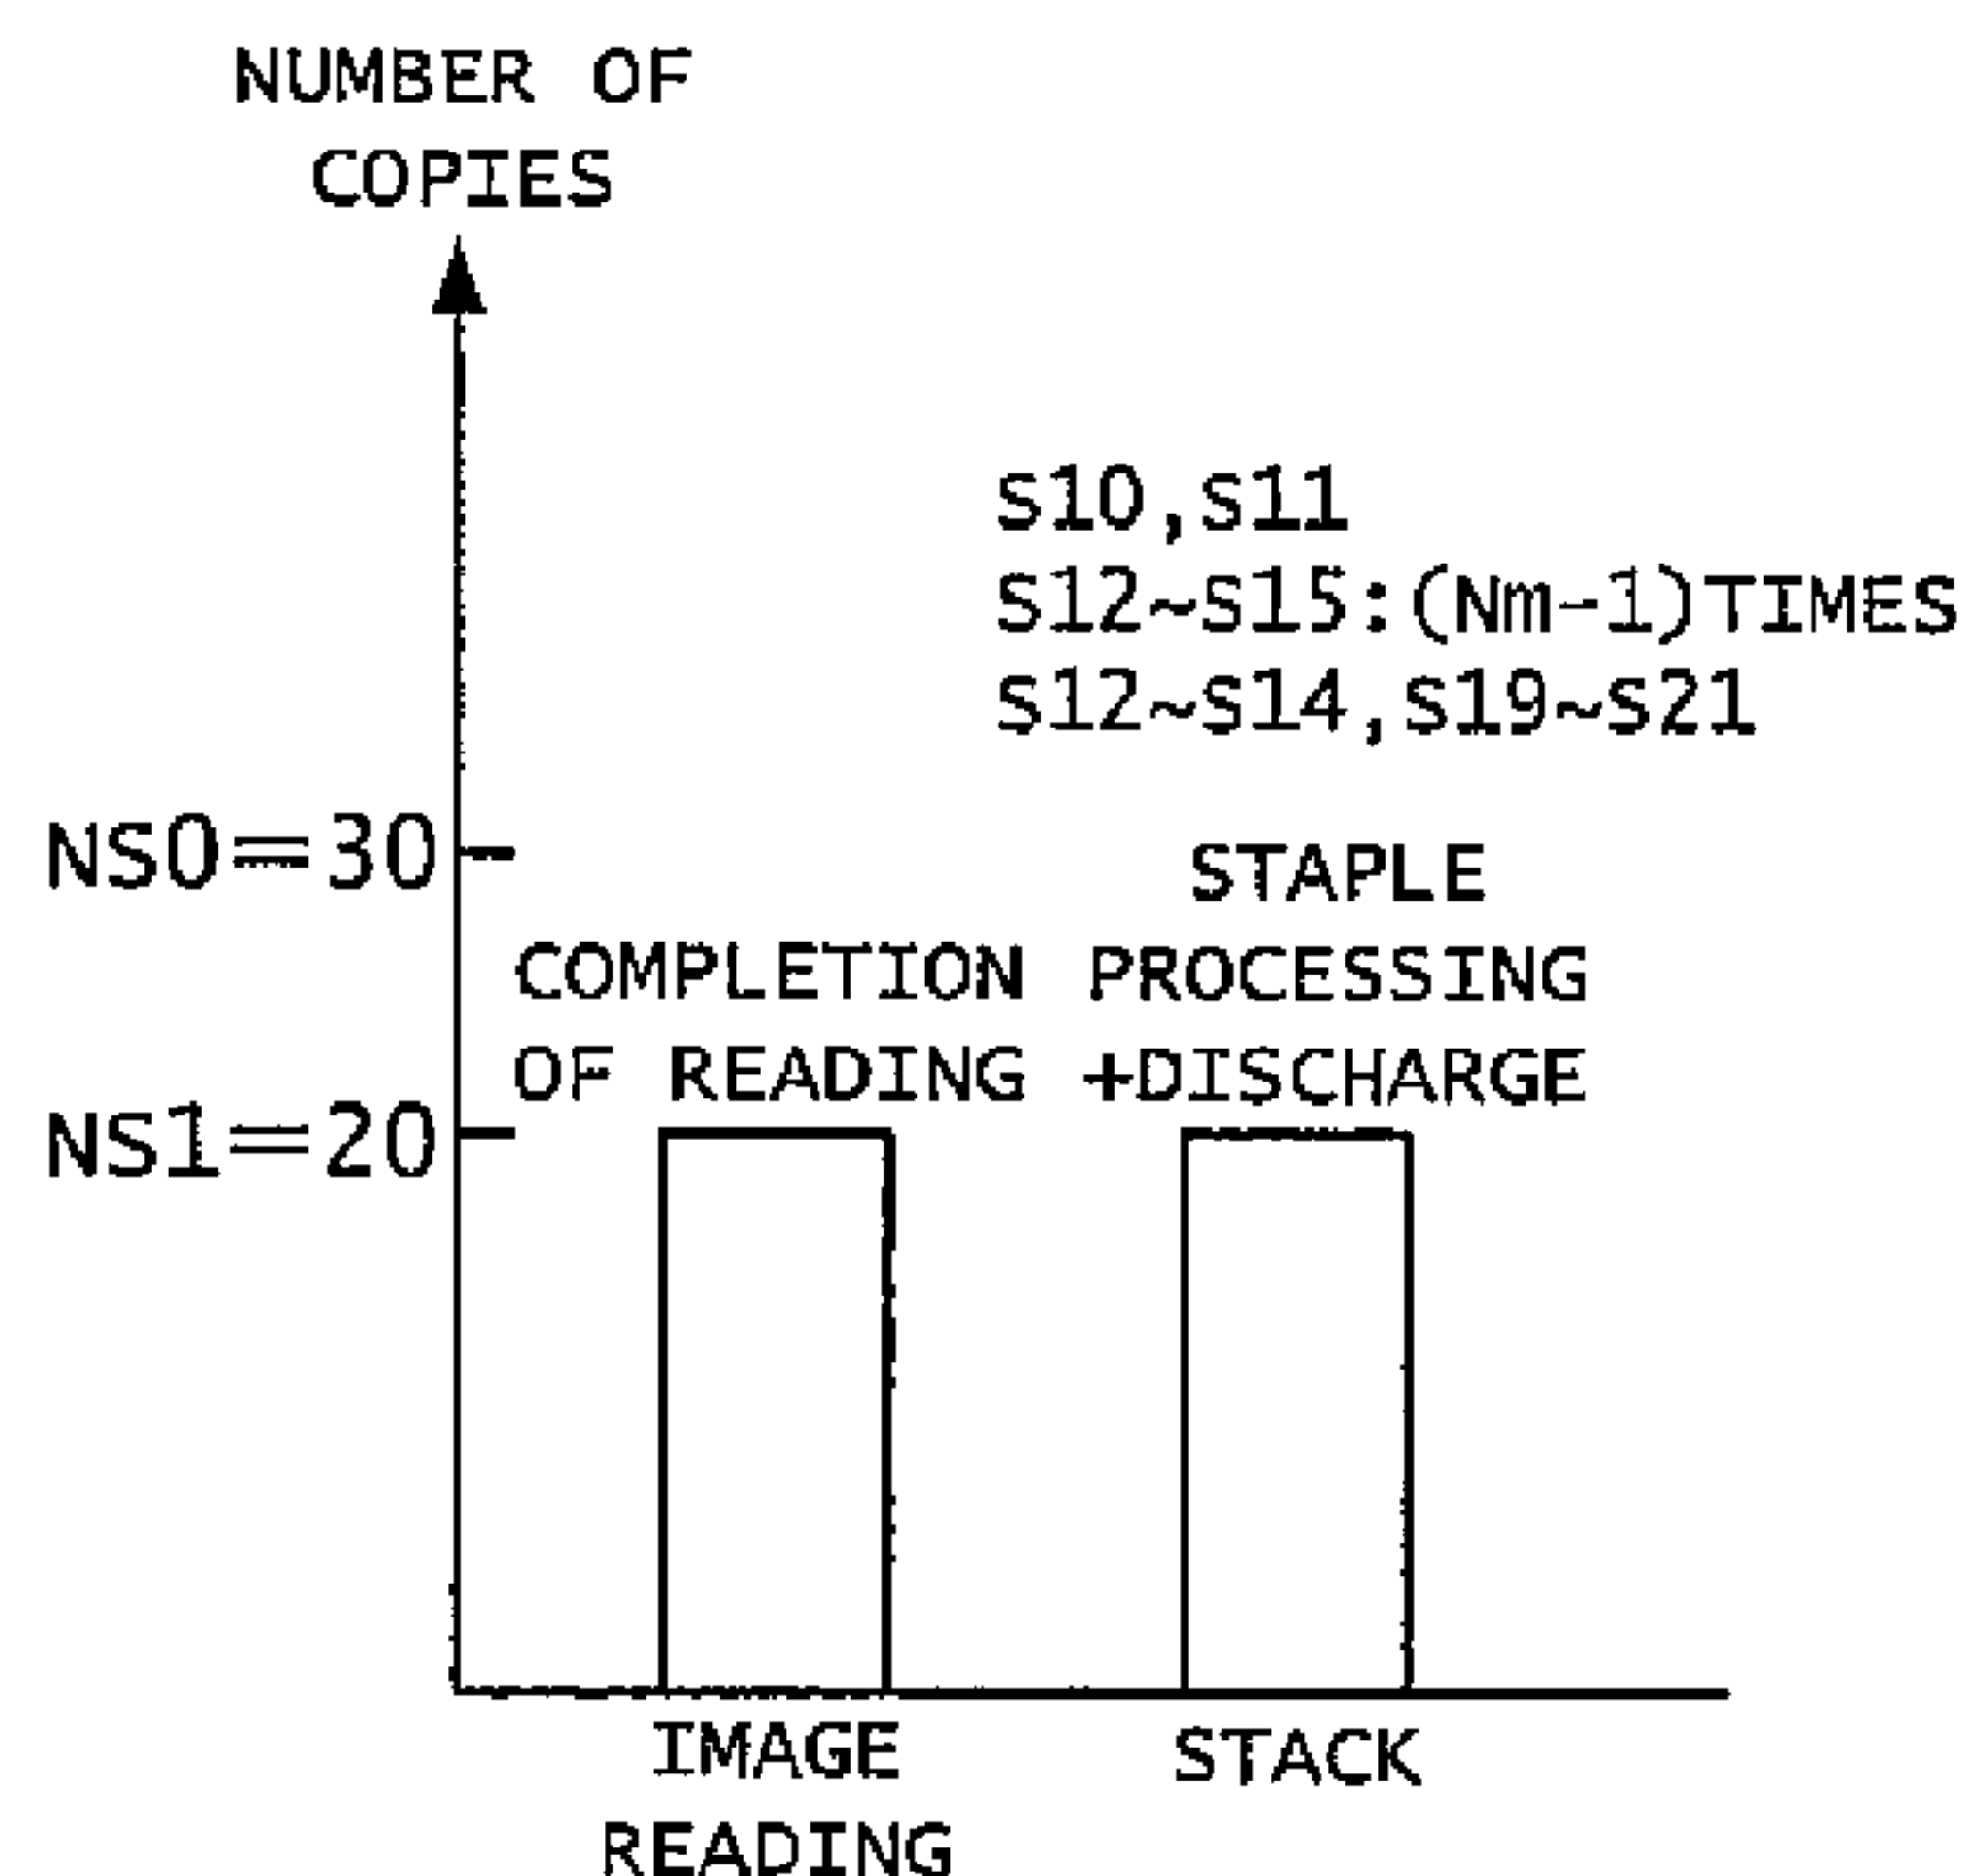 NUMBER OF
COPIES
S10,S11
S12~S15:(Nm-1)TIMES
S12~S14,S19~S21
NS0=30
STAPLE
PROCESSING
+DISCHARGE
COMPLETION
OF READING
NS1=20
IMAGE
READING
STACK